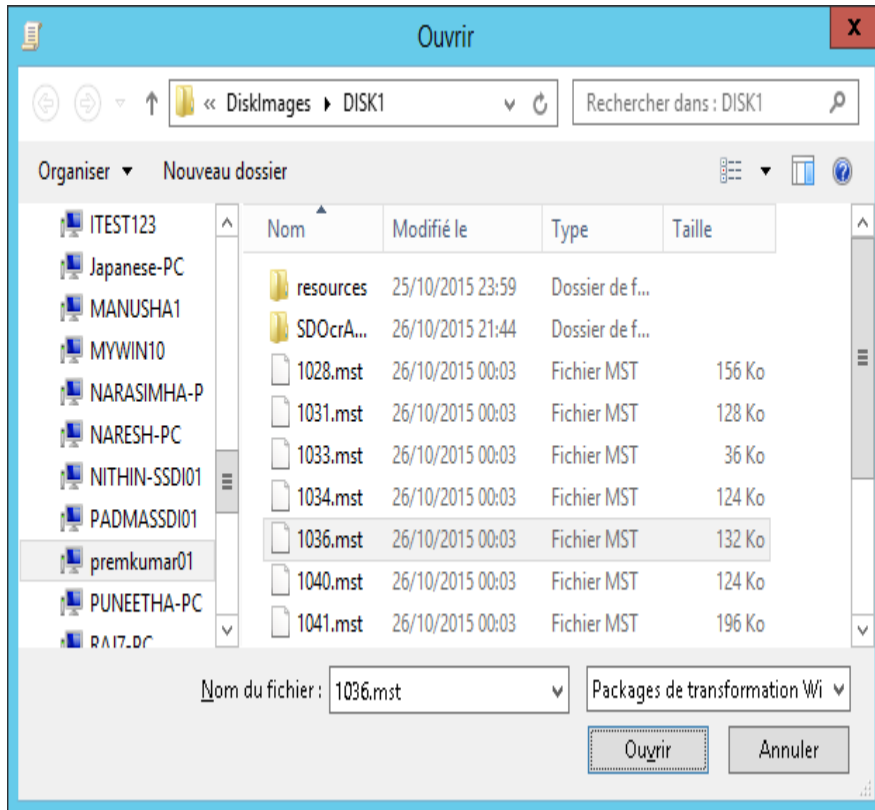 Ouvrir
x
« DiskImages DISK1
Rechercher dans : DISK1
Organiser Nouveau dossier
ITEST123
Japanese-PC
MANUSHA1
MYWIN10
NARASIMHA-P
NARESH-PC
NITHIN-SSDI01
PADMASSDI01
premkumar01
PUNEETHA-PC
RAJ7-PC
Nom Modifié le Type Taille
resources 25/10/2015 23:59 Dossier de f...
SDOcrA... 26/10/2015 21:44 Dossier de f...
1028.mst 26/10/2015 00:03 Fichier MST 156 Ko
1031.mst 26/10/2015 00:03 Fichier MST 128 Ko
1033.mst 26/10/2015 00:03 Fichier MST 36 Ko
1034.mst 26/10/2015 00:03 Fichier MST 124 Ko
1036.mst 26/10/2015 00:03 Fichier MST 132 Ko
1040.mst 26/10/2015 00:03 Fichier MST 124 Ko
1041.mst 26/10/2015 00:03 Fichier MST 196 Ko
Nom du fichier : 1036.mst
Packages de transformation Wi
Ouvrir Annuler